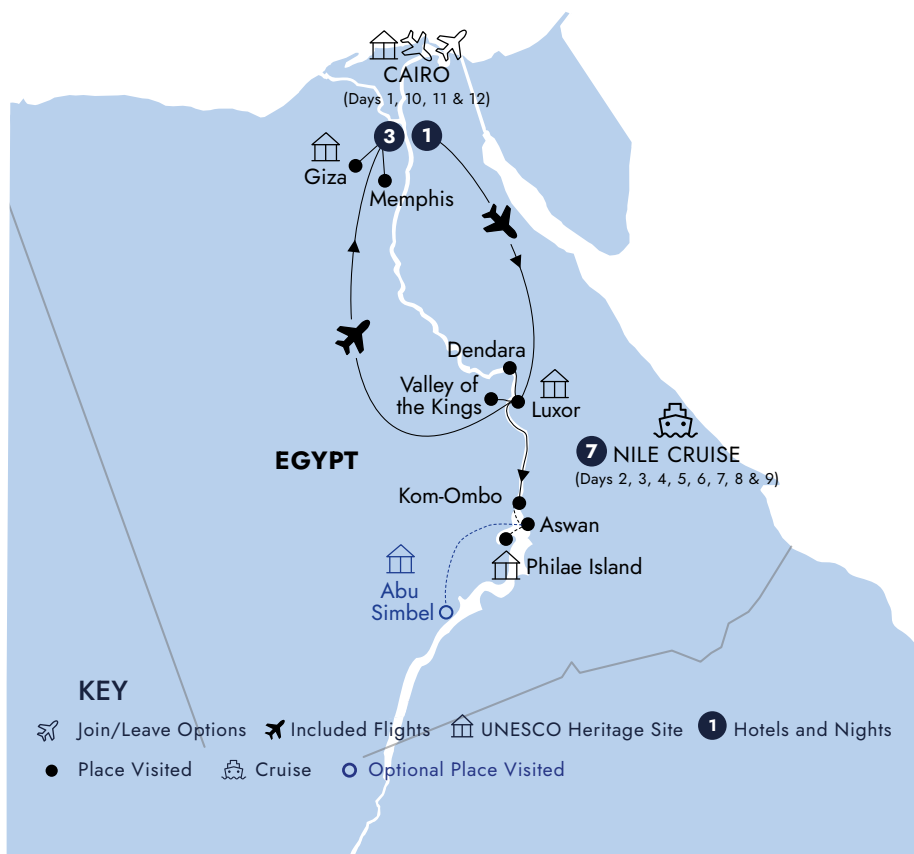 CAIRO
(Days 1, 10, 11 & 12)
3
1
Giza
Memphis
Dendara
Valley of
the Kings
Luxor
7
NILE CRUISE
(Days 2, 3, 4, 5, 6, 7, 8 & 9)
EGYPT
Kom-Ombo
Aswan
Philae Island
Abu
Simbel
KEY
Join/Leave Options
Included Flights
UNESCO Heritage Site
1
Hotels and Nights
Place Visited
Cruise
Optional Place Visited